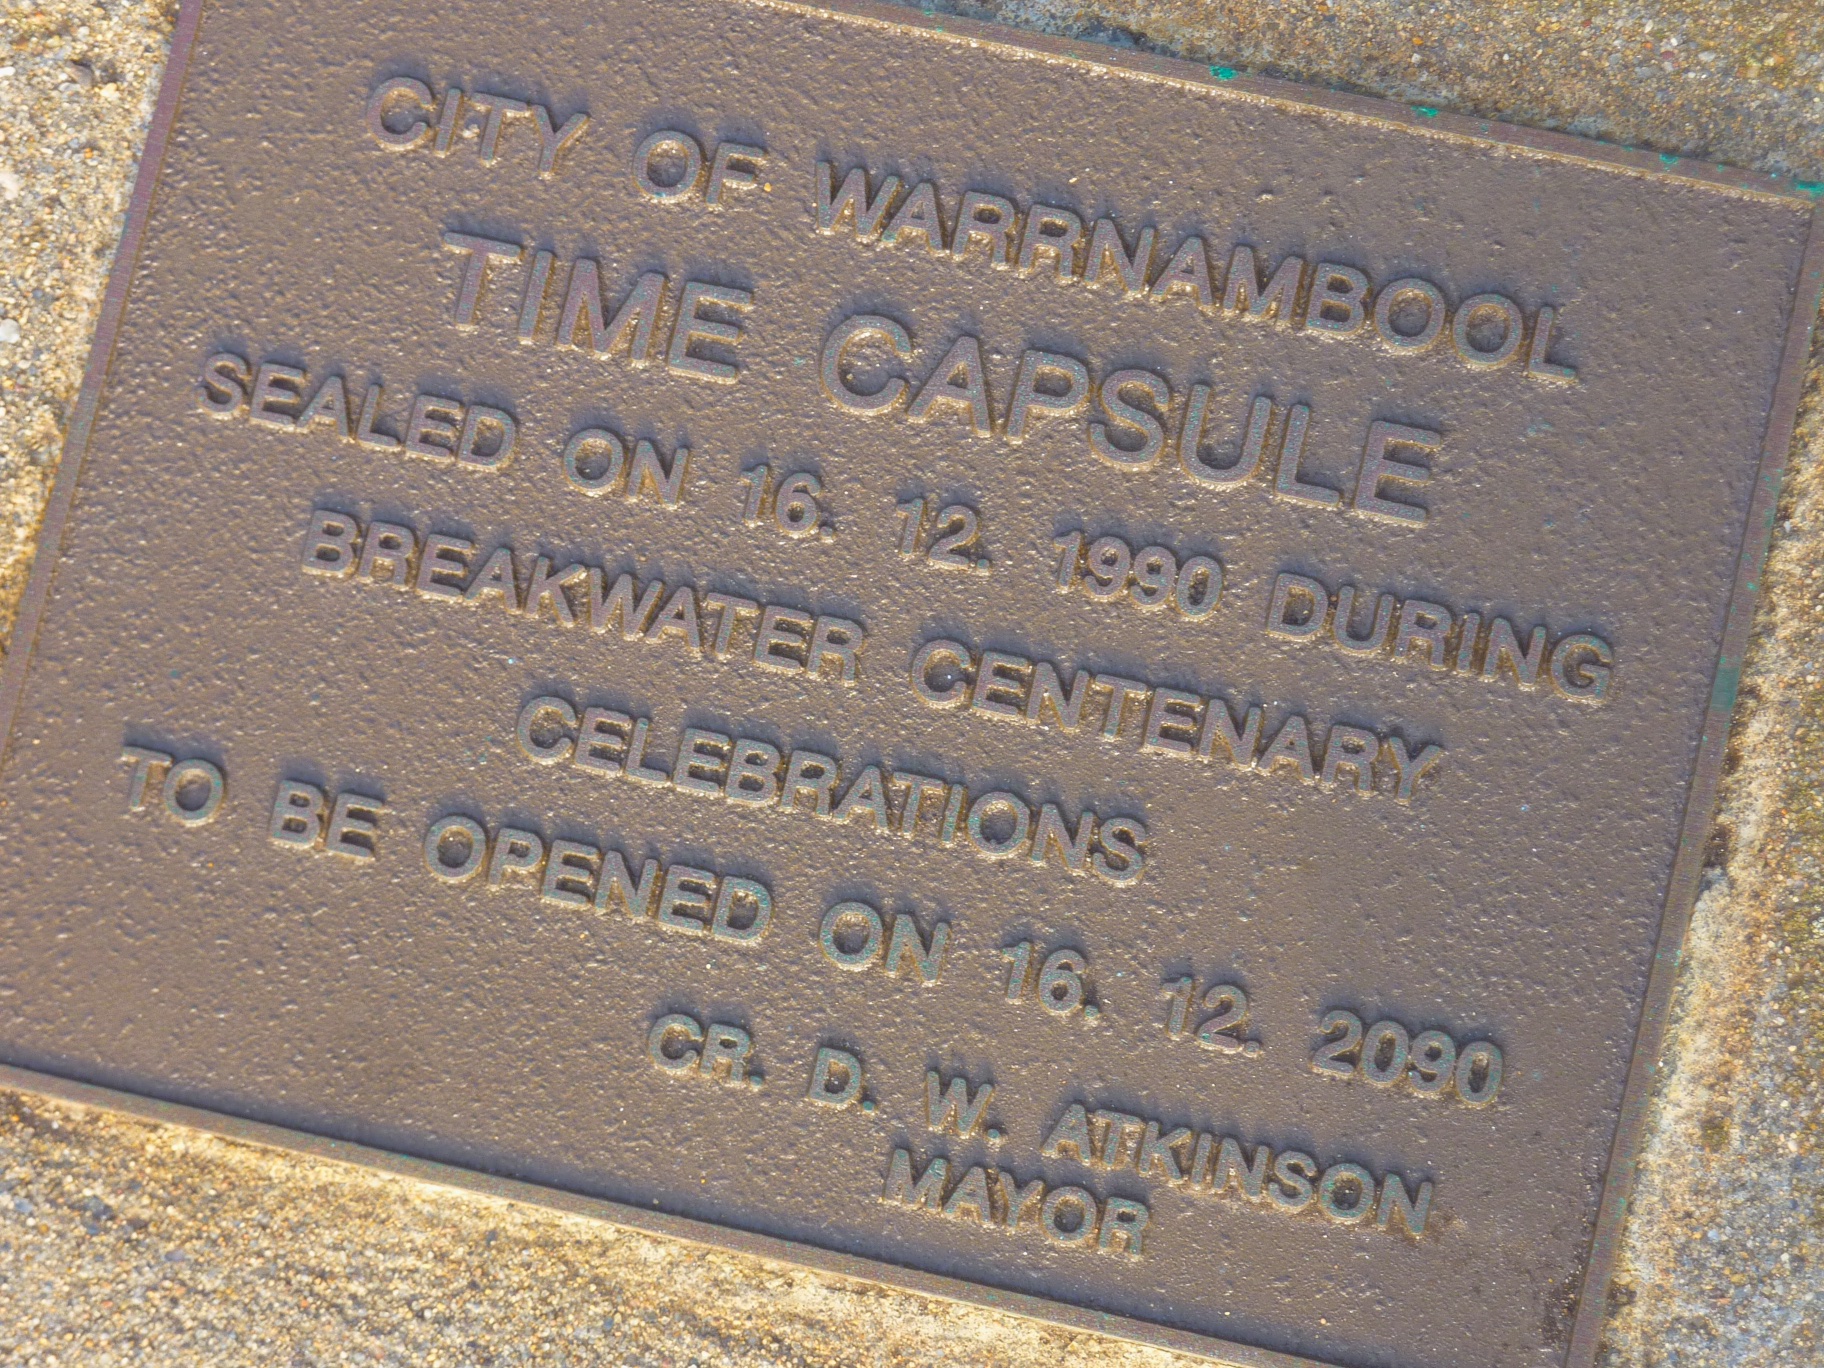 CITY OF WARRNAMBOOL
TIME CAPSULE
SEALED ON 16. 12. 1990 DURING
BREAKWATER CENTENARY
CELEBRATIONS
TO BE OPENED ON 16. 12. 2090
CR. D. W. ATKINSON
MAYOR